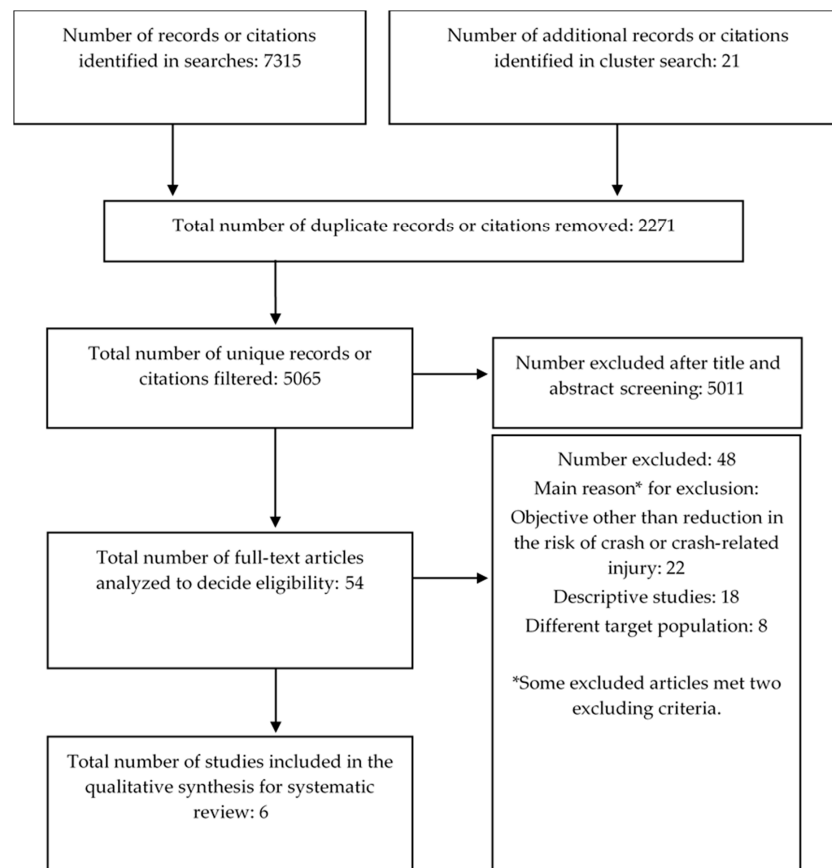 Number of records or citations
identified in searches: 7315
Number of additional records or citations
identified in cluster search: 21
Total number of duplicate records or citations removed: 2271
Total number of unique records or
citations filtered: 5065
Number excluded after title and
abstract screening: 5011
Total number of full-text articles
analyzed to decide eligibility: 54
Number excluded: 48
Main reason* for exclusion:
Objective other than reduction in
the risk of crash or crash-related
injury: 22
Descriptive studies: 18
Different target population: 8
*Some excluded articles met two
excluding criteria.
Total number of studies included in the
qualitative synthesis for systematic
review: 6